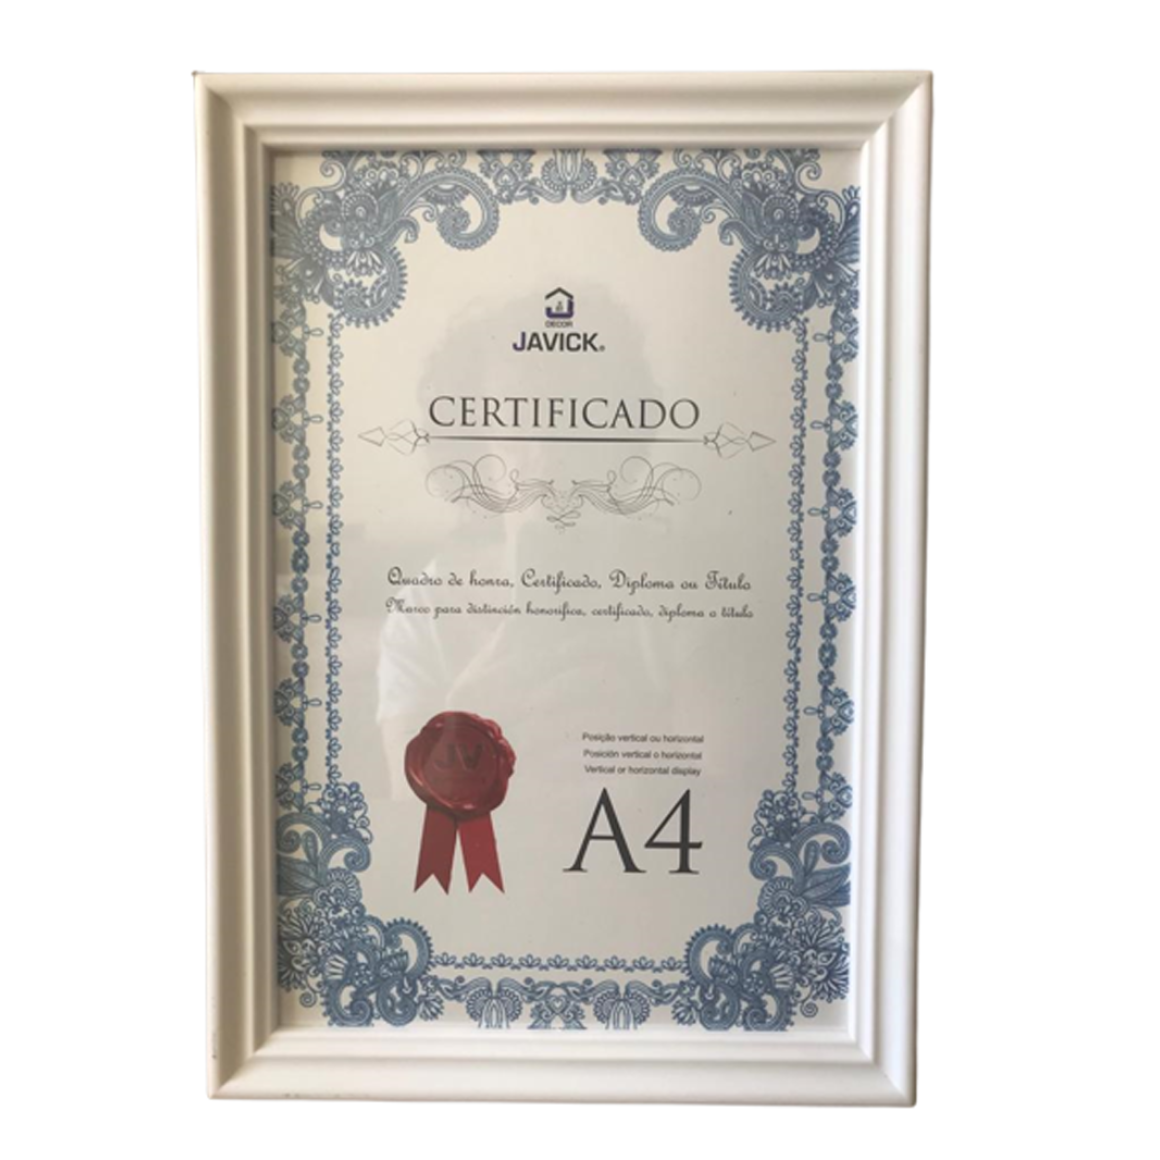 DECOR
JAVICK®
CERTIFICADO
Quadro de honra, Certificado, Diploma ou Título
Marco para distinción honorífica, certificado, diploma o título
JV
Posição vertical ou horizontal
Posición vertical o horizontal
Vertical or horizontal display
A4